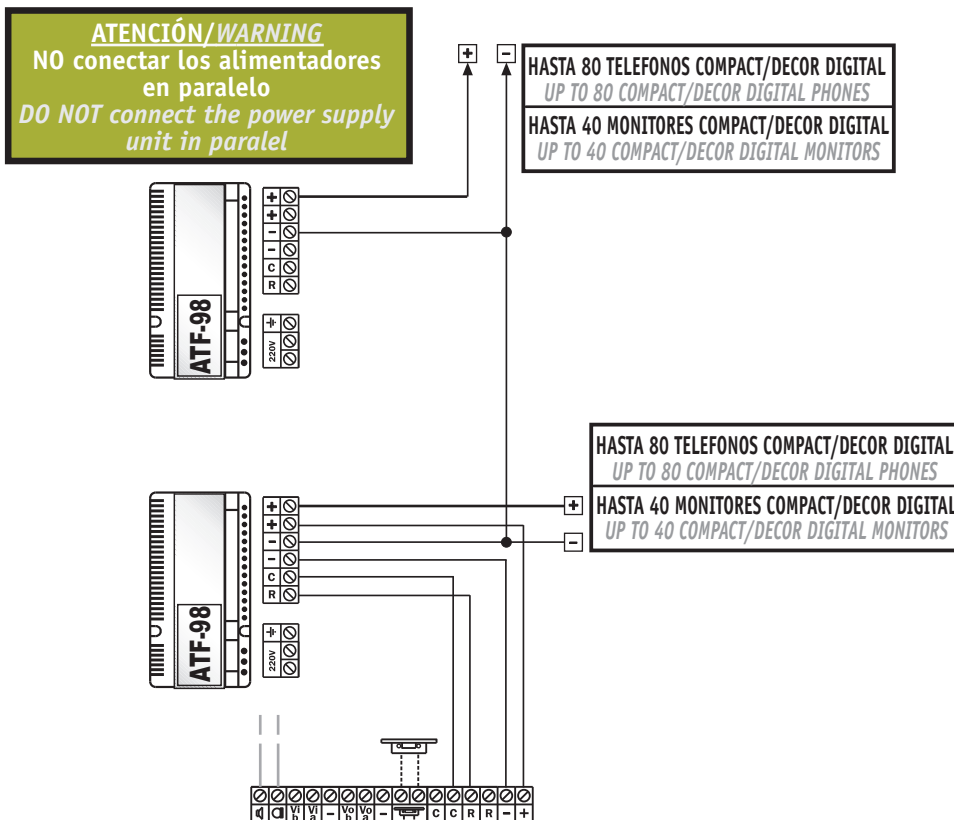 ATENCIÓN/WARNING
NO conectar los alimentadores
en paralelo
DO NOT connect the power supply
unit in paralel
+ -
HASTA 80 TELEFONOS COMPACT/DECOR DIGITAL
UP TO 80 COMPACT/DECOR DIGITAL PHONES
HASTA 40 MONITORES COMPACT/DECOR DIGITAL
UP TO 40 COMPACT/DECOR DIGITAL MONITORS
ATF-98
+
+
-
-
C
R
220V
HASTA 80 TELEFONOS COMPACT/DECOR DIGITAL
UP TO 80 COMPACT/DECOR DIGITAL PHONES
HASTA 40 MONITORES COMPACT/DECOR DIGITAL
UP TO 40 COMPACT/DECOR DIGITAL MONITORS
+
-
ATF-98
+
+
-
-
C
R
220V
Vi b Vi a - Vo b Vo a - C C R R - +